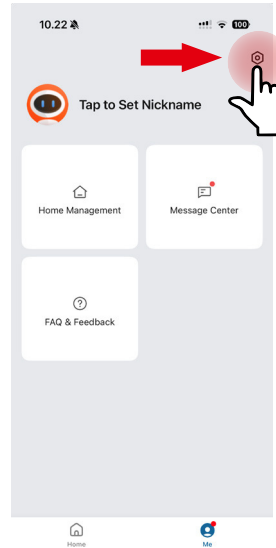 10.22
100
Tap to Set Nickname
Home Management
Message Center
FAQ & Feedback
Home
Me